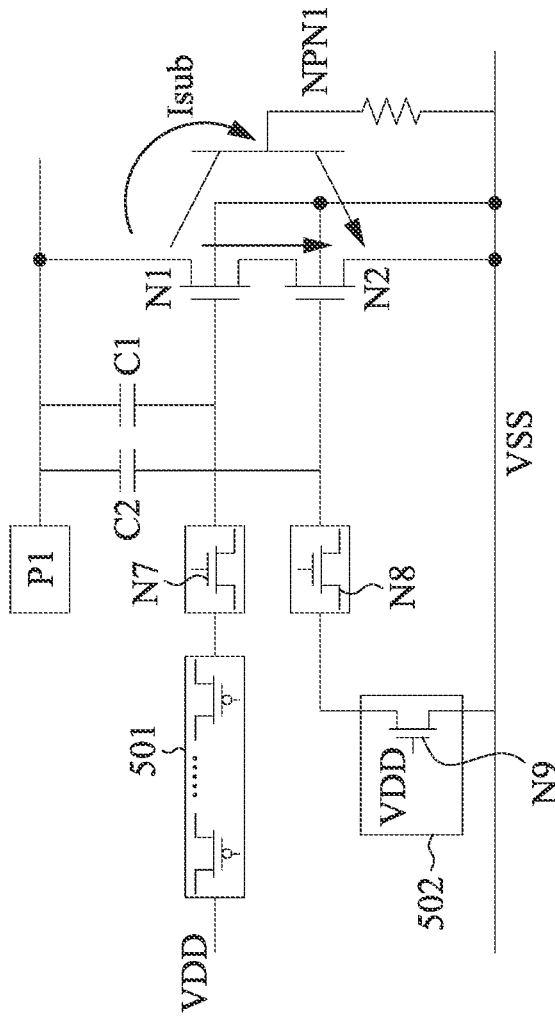 P1
C2
C1
N1
Isub
NPN1
N7
N2
501
.....
VDD
N8
VDD
N9
502
VSS